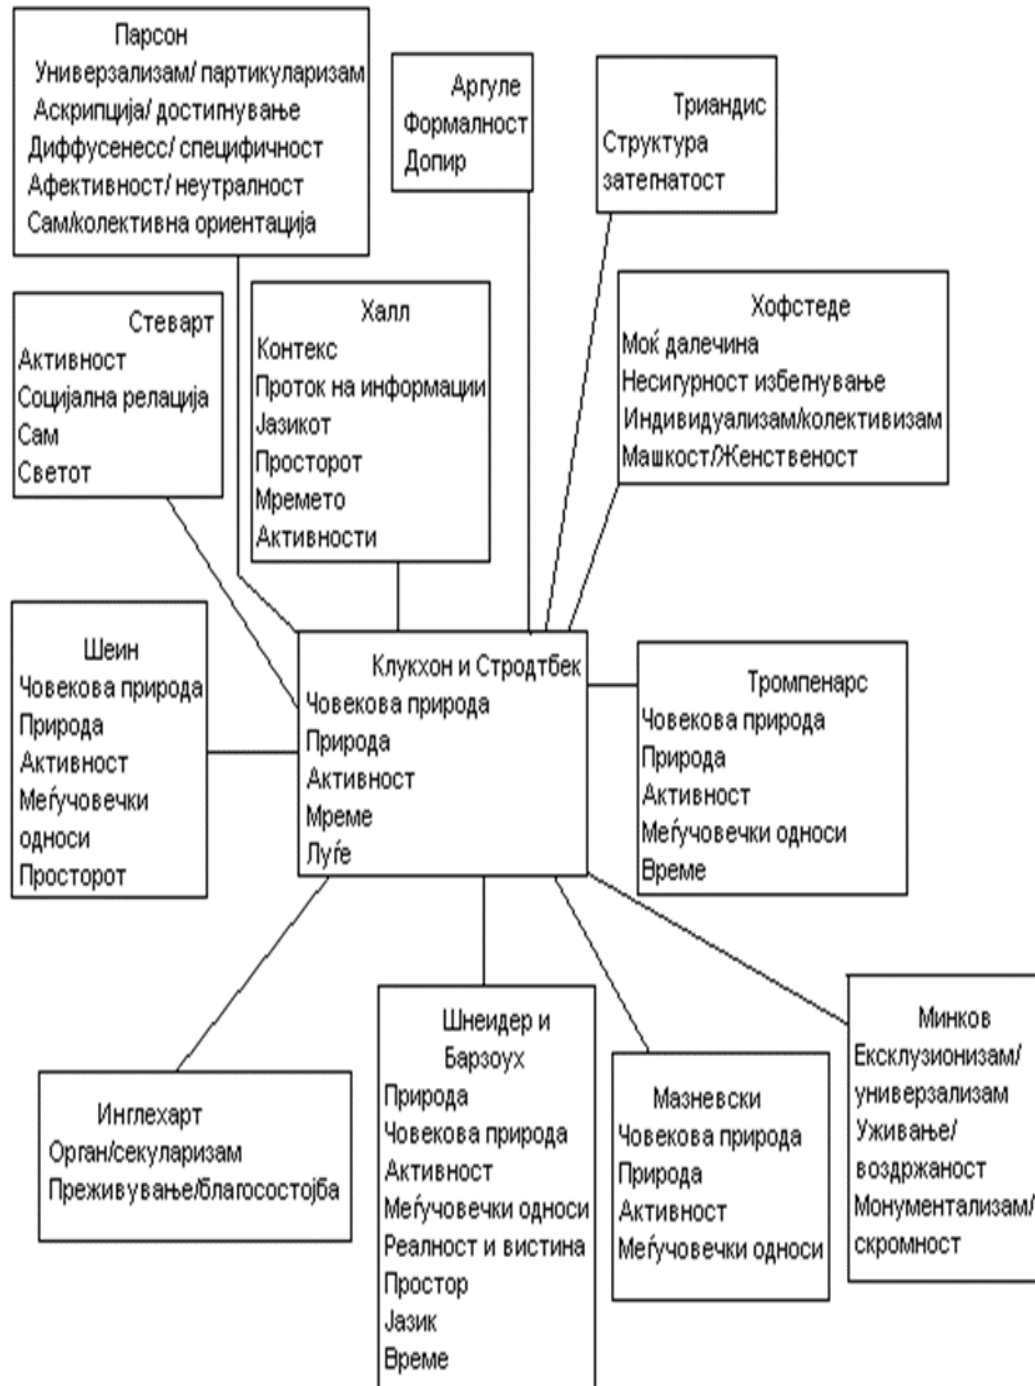 Парсон
Универзализам/ партикуларизам
Аскрипција/ достигнување
Диффусенесс/ специфичност
Афективност/ неутралност
Сам/колективна ориентација
Аргуле
Формалност
Допир
Триандис
Структура
затегнатост
Стеварт
Активност
Социјална релација
Сам
Светот
Халл
Контекс
Проток на информации
Јазикот
Просторот
Мремето
Активности
Хофстеде
Моќ далечина
Несигурност избегнување
Индивидуализам/колективизам
Машкост/Женственост
Шеин
Човекова природа
Природа
Активност
Меѓучовечки
односи
Просторот
Клукхон и Стродтбек
Човекова природа
Природа
Активност
Мреме
Луѓе
Тромпенарс
Човекова природа
Природа
Активност
Меѓучовечки односи
Време
Инглехарт
Орган/секуларизам
Преживување/благосостојба
Шнеидер и
Барзоух
Природа
Човекова природа
Активност
Меѓучовечки односи
Реалност и вистина
Простор
Јазик
Време
Мазневски
Човекова природа
Природа
Активност
Меѓучовечки односи
Минков
Ексклузионизам/
универзализам
Уживање/
воздржаност
Монументализам/
скромност